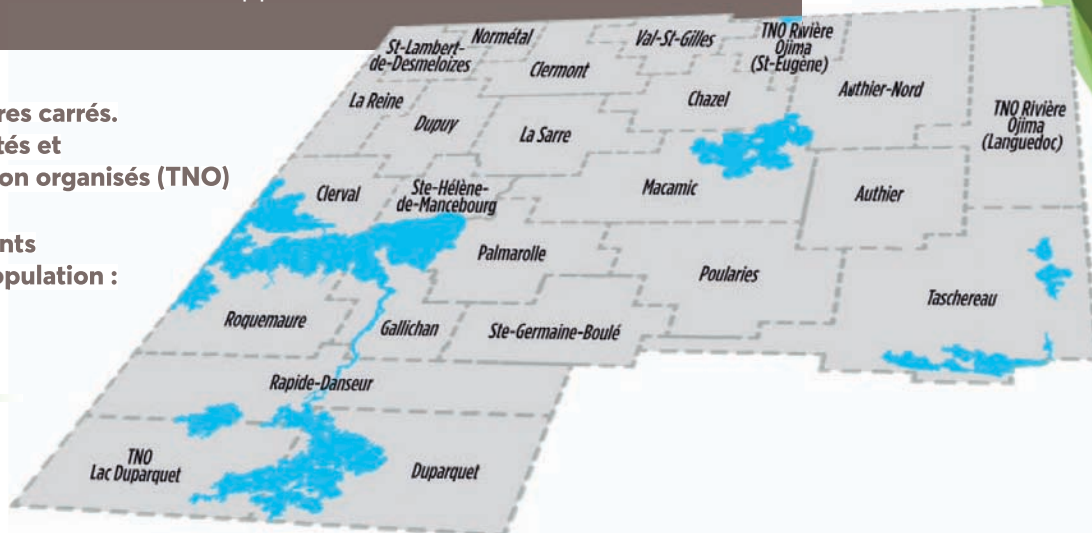 res carrés.
tés et
on organisés (TNO)
nts
opulation :
St-Lambert-
de-Desmeloizes
Normétal
Val-St-Gilles
TNO Rivière
Ojima
(St-Eugène)
Clermont
La Reine
Chazel
Authier-Nord
TNO Rivière
Ojima
(Languedoc)
Dupuy
La Sarre
Clerval
Ste-Hélène-
de-Mancebourg
Macamic
Authier
Palmarolle
Poularies
Taschereau
Roquemaure
Gallichan
Ste-Germaine-Boulé
Rapide-Danseur
TNO
Lac Duparquet
Duparquet